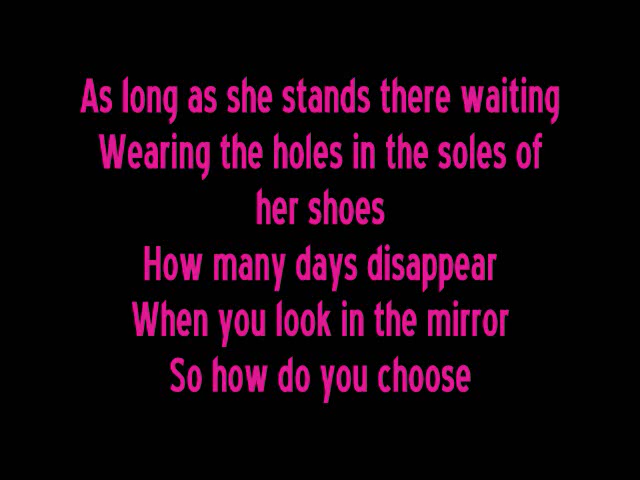 As long as she stands there waiting
Wearing the holes in the soles of
her shoes
How many days disappear
When you look in the mirror
So how do you choose